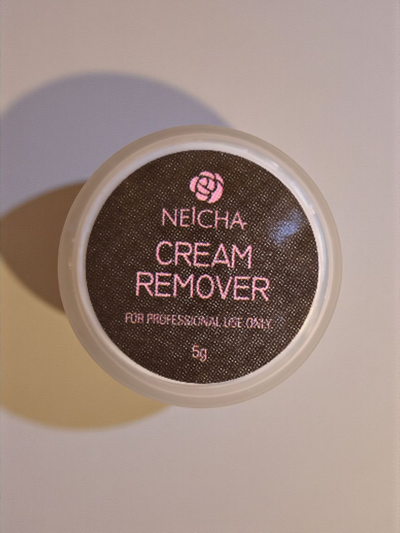 NEICHA
CREAM
REMOVER
FOR PROFESSIONAL USE ONLY
5g